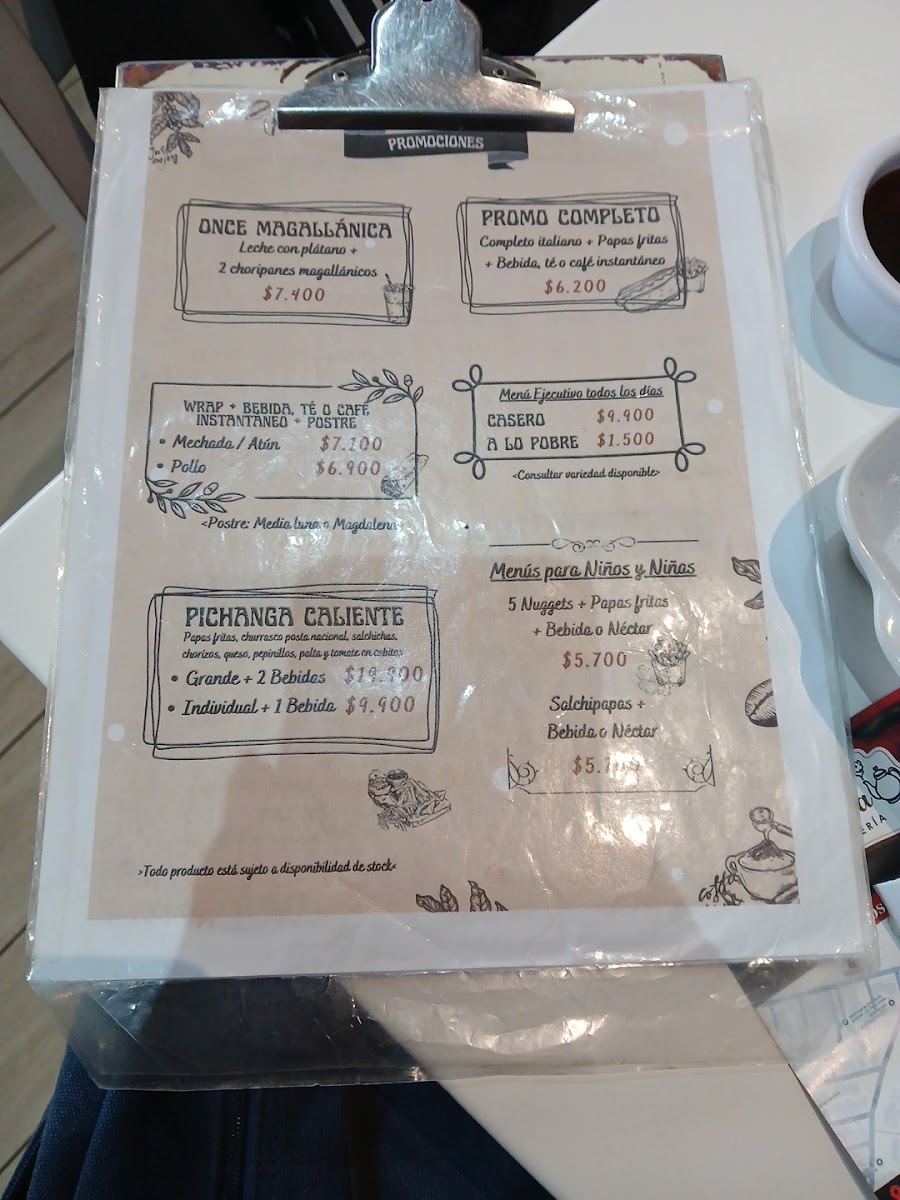 PROMOCIONES
ONCE MAGALLÁNICA
Leche con plátano +
2 choripanes magallánicos
$7.400
PROMO COMPLETO
Completo italiano + Papas fritas
+ Bebida, té o café instantáneo
$6.200
WRAP + BEBIDA, TÉ O CAFÉ
INSTANTANEO + POSTRE
• Mechada / Atún $7.200
• Pollo $6.900
<Postre: Media luna o Magdalena>
Menú Ejecutivo todos los días
CASERO $9.900
A LO POBRE $1.500
<Consultar variedad disponible>
PICHANGA CALIENTE
Papas fritas, churrasco posta nacional, salchichas,
chorizos, queso, pepinillos, palta y tomate en cubitos
• Grande + 2 Bebidas $19.900
• Individual + 1 Bebida $9.900
Menús para Niños y Niñas
5 Nuggets + Papas fritas
+ Bebida o Néctar
$5.700
Salchipapas +
Bebida o Néctar
>Todo producto está sujeto a disponibilidad de stock<
coffee